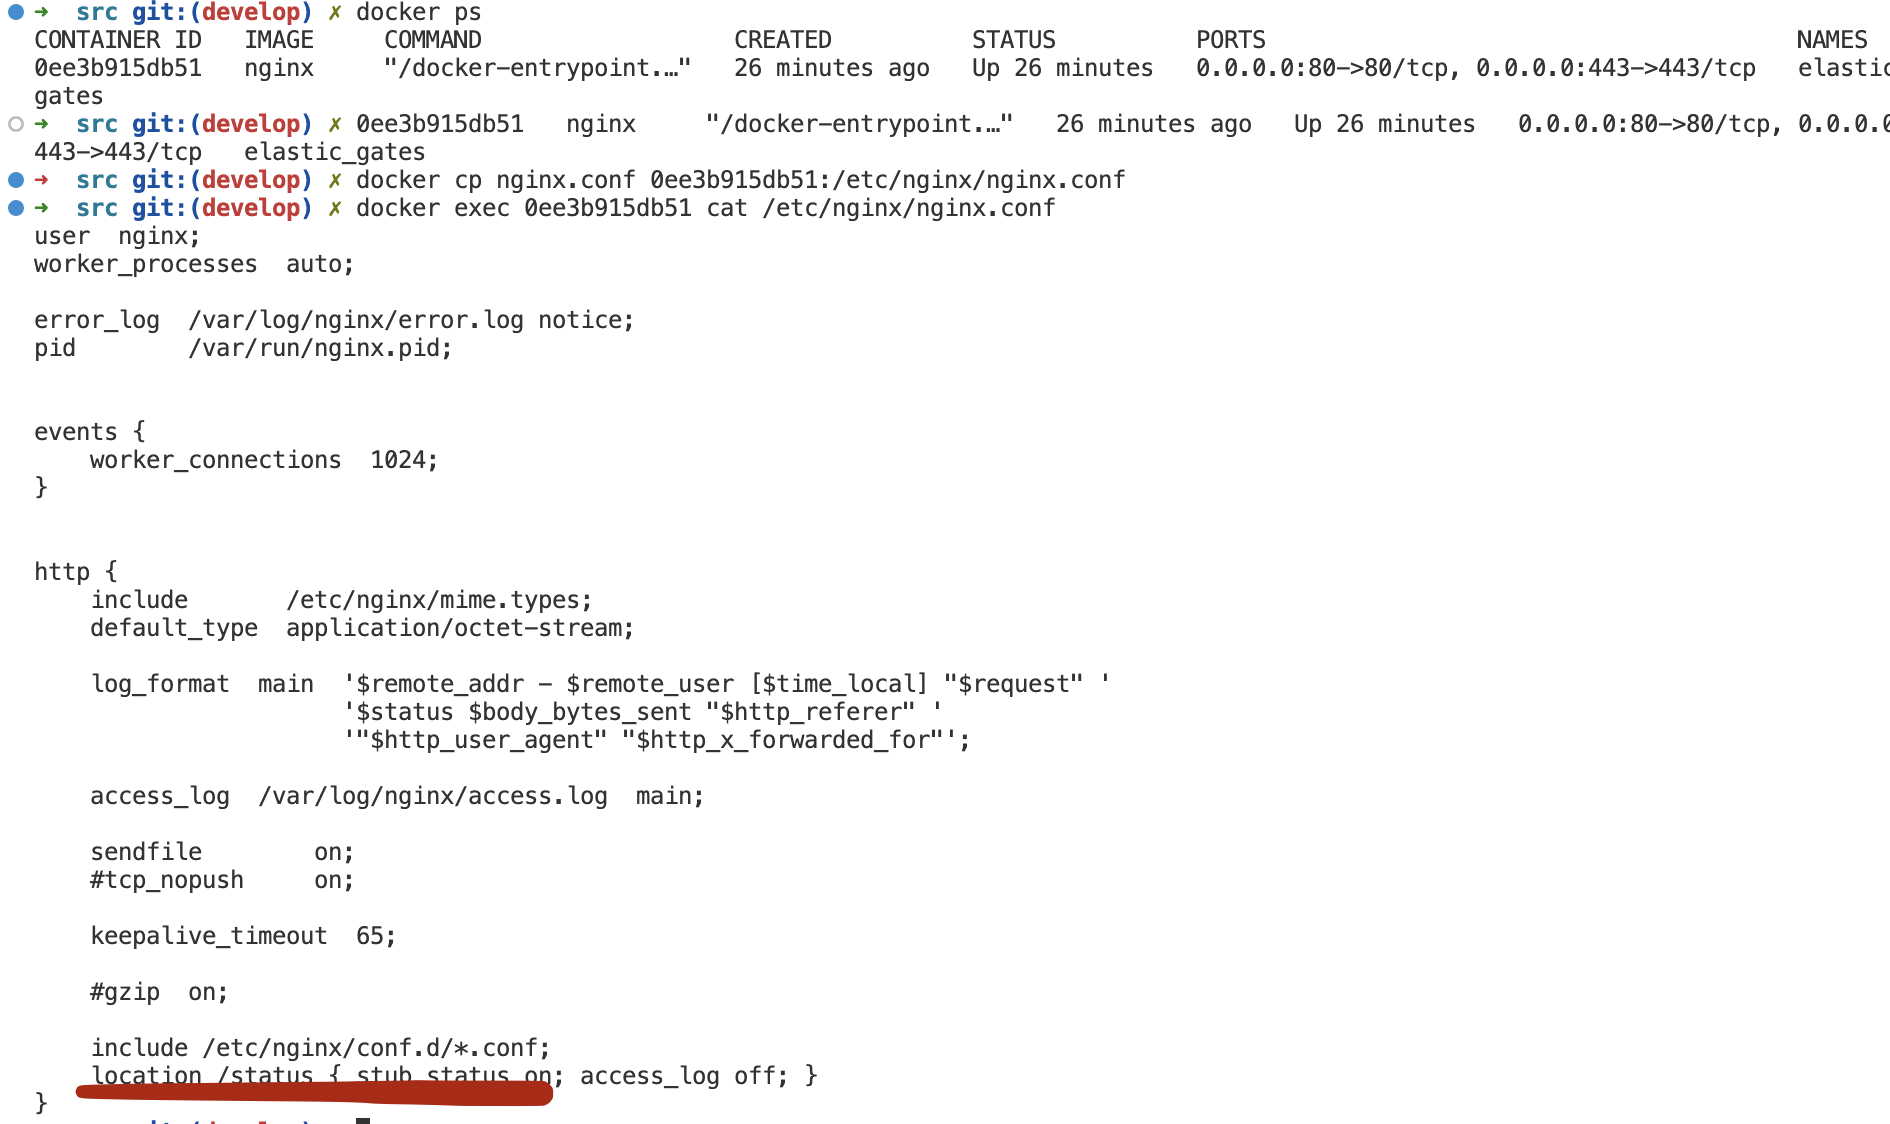 ➜  src git:(develop) ✗ docker ps
CONTAINER ID   IMAGE     COMMAND                  CREATED          STATUS          PORTS                                      NAMES
0ee3b915db51   nginx     "/docker-entrypoint.…"   26 minutes ago   Up 26 minutes   0.0.0.0:80->80/tcp, 0.0.0.0:443->443/tcp   elastic
gates
➜  src git:(develop) ✗ 0ee3b915db51   nginx     "/docker-entrypoint.…"   26 minutes ago   Up 26 minutes   0.0.0.0:80->80/tcp, 0.0.0.0
443->443/tcp   elastic_gates
➜  src git:(develop) ✗ docker cp nginx.conf 0ee3b915db51:/etc/nginx/nginx.conf
➜  src git:(develop) ✗ docker exec 0ee3b915db51 cat /etc/nginx/nginx.conf
user  nginx;
worker_processes  auto;
error_log  /var/log/nginx/error.log notice;
pid        /var/run/nginx.pid;
events {
    worker_connections  1024;
}
http {
    include       /etc/nginx/mime.types;
    default_type  application/octet-stream;
    log_format  main  '$remote_addr - $remote_user [$time_local] "$request" '
                      '$status $body_bytes_sent "$http_referer" '
                      '"$http_user_agent" "$http_x_forwarded_for"';
    access_log  /var/log/nginx/access.log  main;
    sendfile        on;
    #tcp_nopush     on;
    keepalive_timeout  65;
    #gzip  on;
    include /etc/nginx/conf.d/*.conf;
    location /status { stub_status on; access_log off; }
}